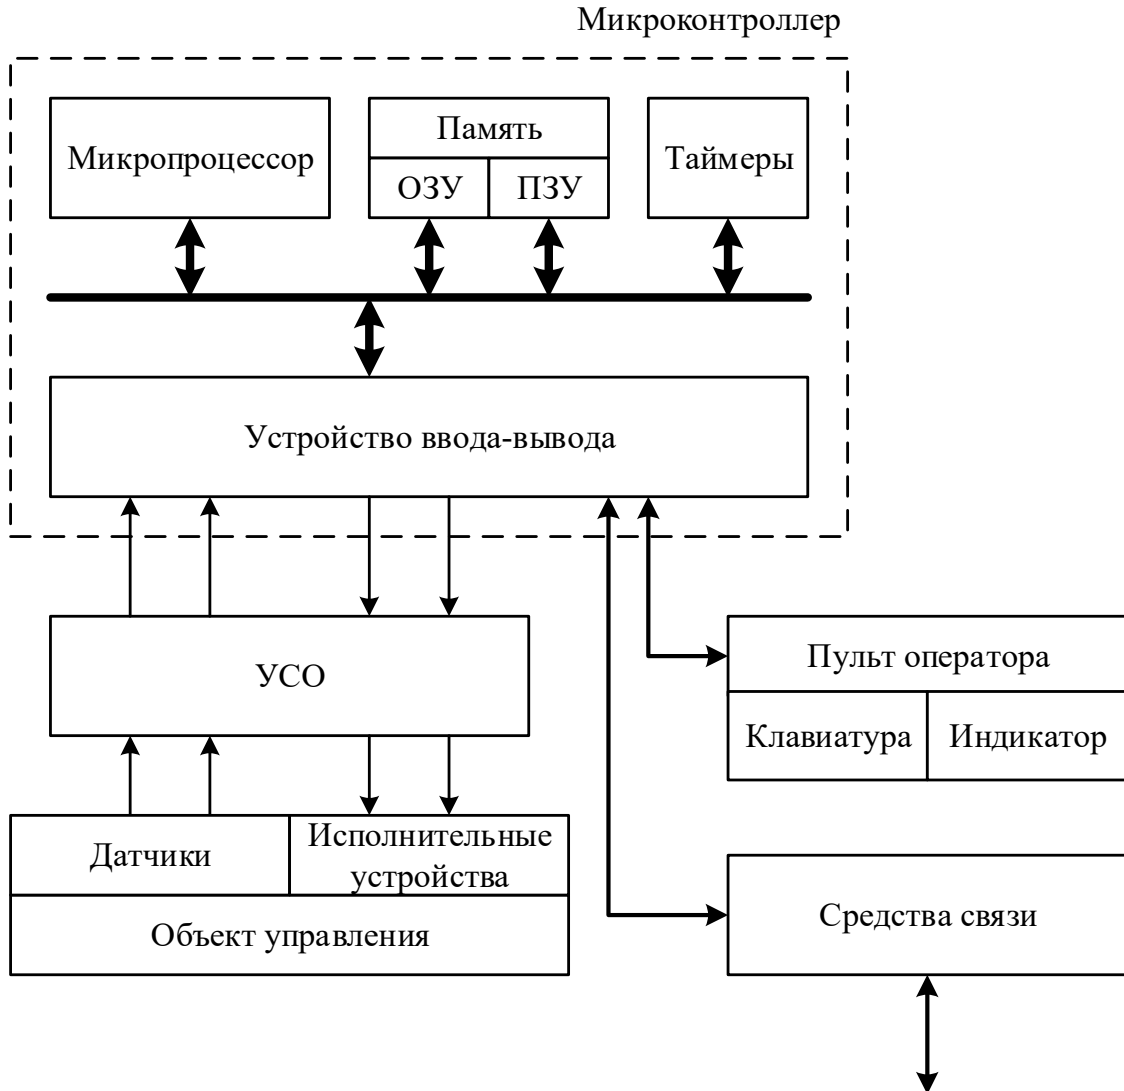 Микроконтроллер
Микропроцессор
Память
ОЗУ
ПЗУ
Таймеры
Устройство ввода-вывода
УСО
Пульт оператора
Клавиатура
Индикатор
Датчики
Исполнительные
устройства
Объект управления
Средства связи